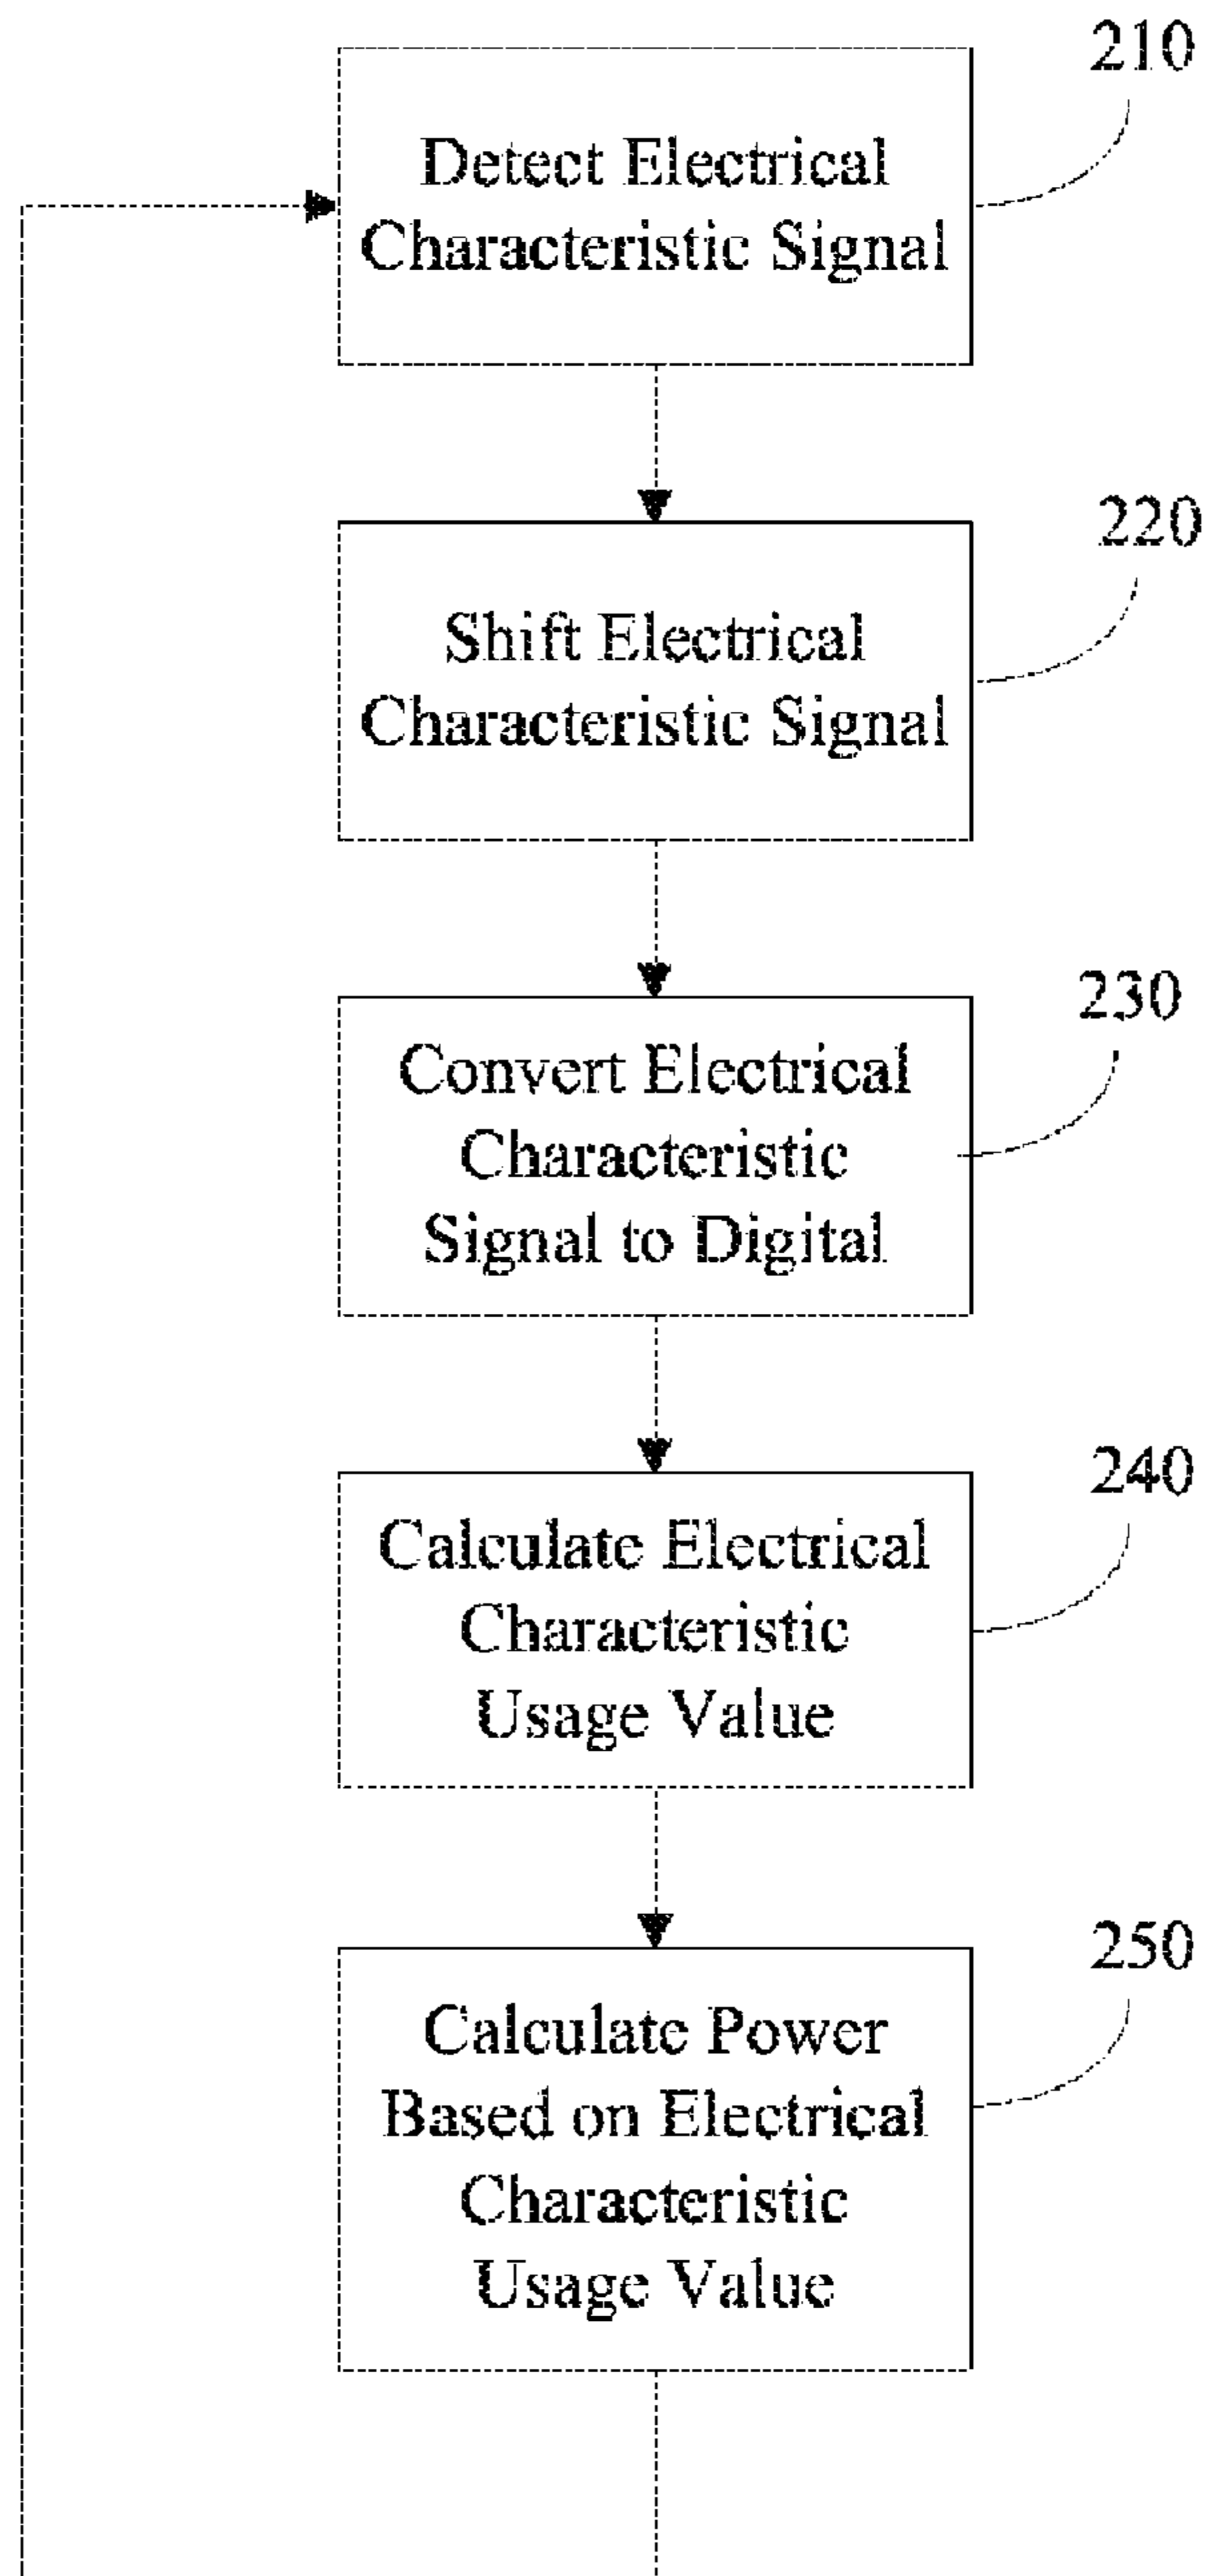 210
Detect Electrical
Characteristic Signal
220
Shift Electrical
Characteristic Signal
230
Convert Electrical
Characteristic
Signal to Digital
240
Calculate Electrical
Characteristic
Usage Value
250
Calculate Power
Based on Electrical
Characteristic
Usage Value